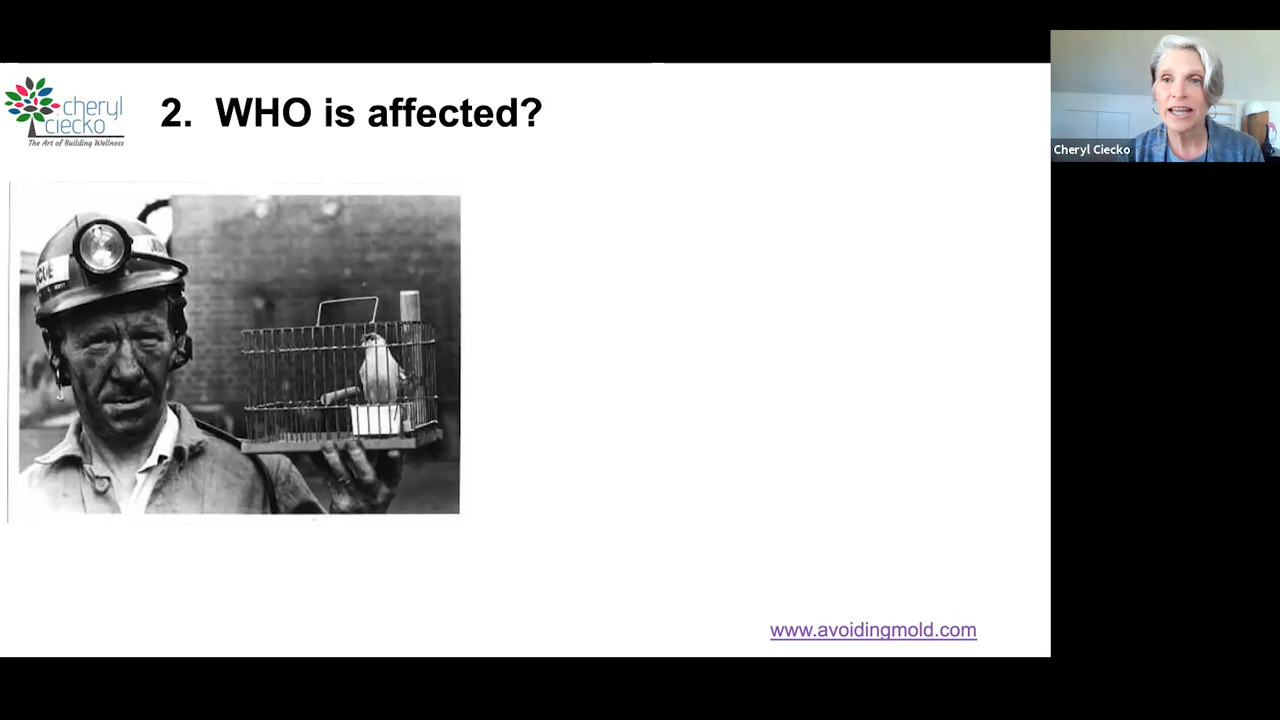 cheryl
ciecko
The Art of Building Wellness
2. WHO is affected?
Cheryl Ciecko
www.avoidingmold.com